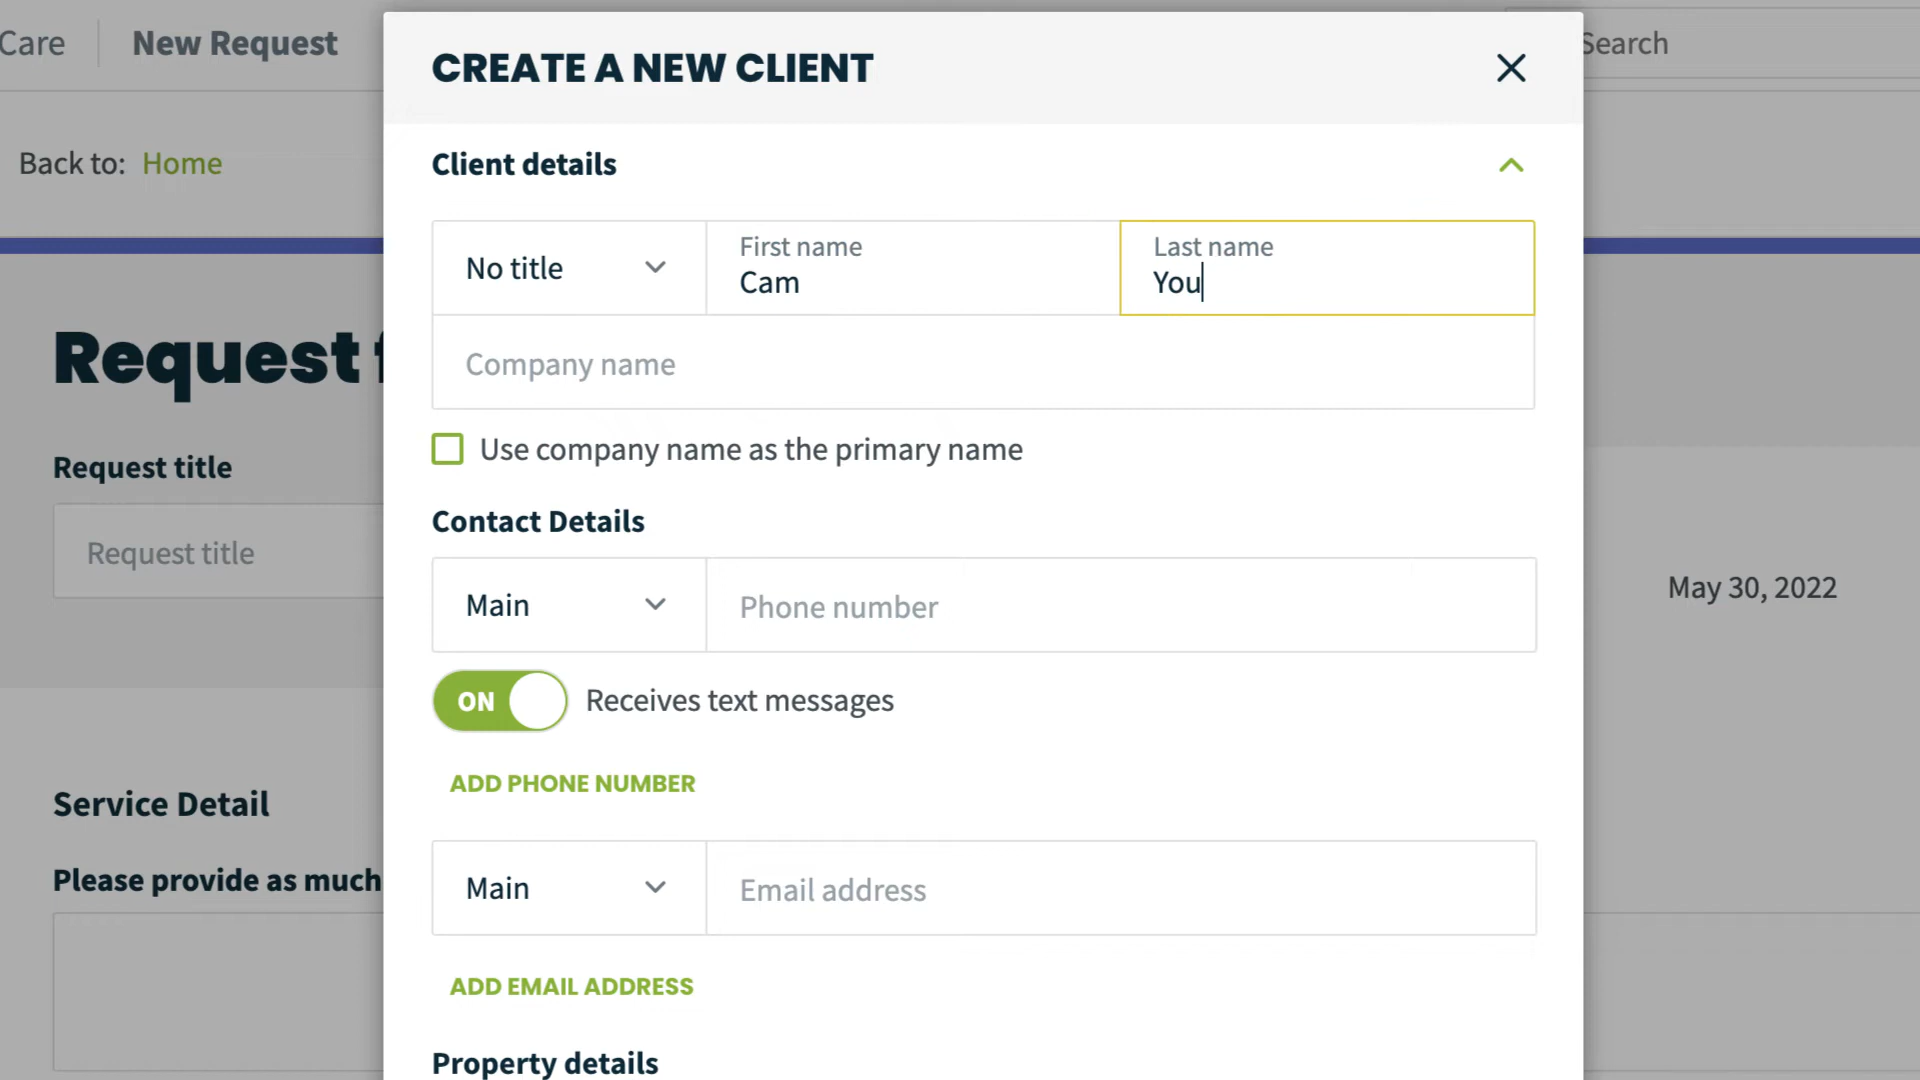 Care
New Request
Search
Back to: Home
Request f
Request title
Request title
May 30, 2022
Service Detail
Please provide as much
CREATE A NEW CLIENT
Client details
No title
First name
Cam
Last name
You
Company name
Use company name as the primary name
Contact Details
Main
Phone number
ON
Receives text messages
ADD PHONE NUMBER
Main
Email address
ADD EMAIL ADDRESS
Property details